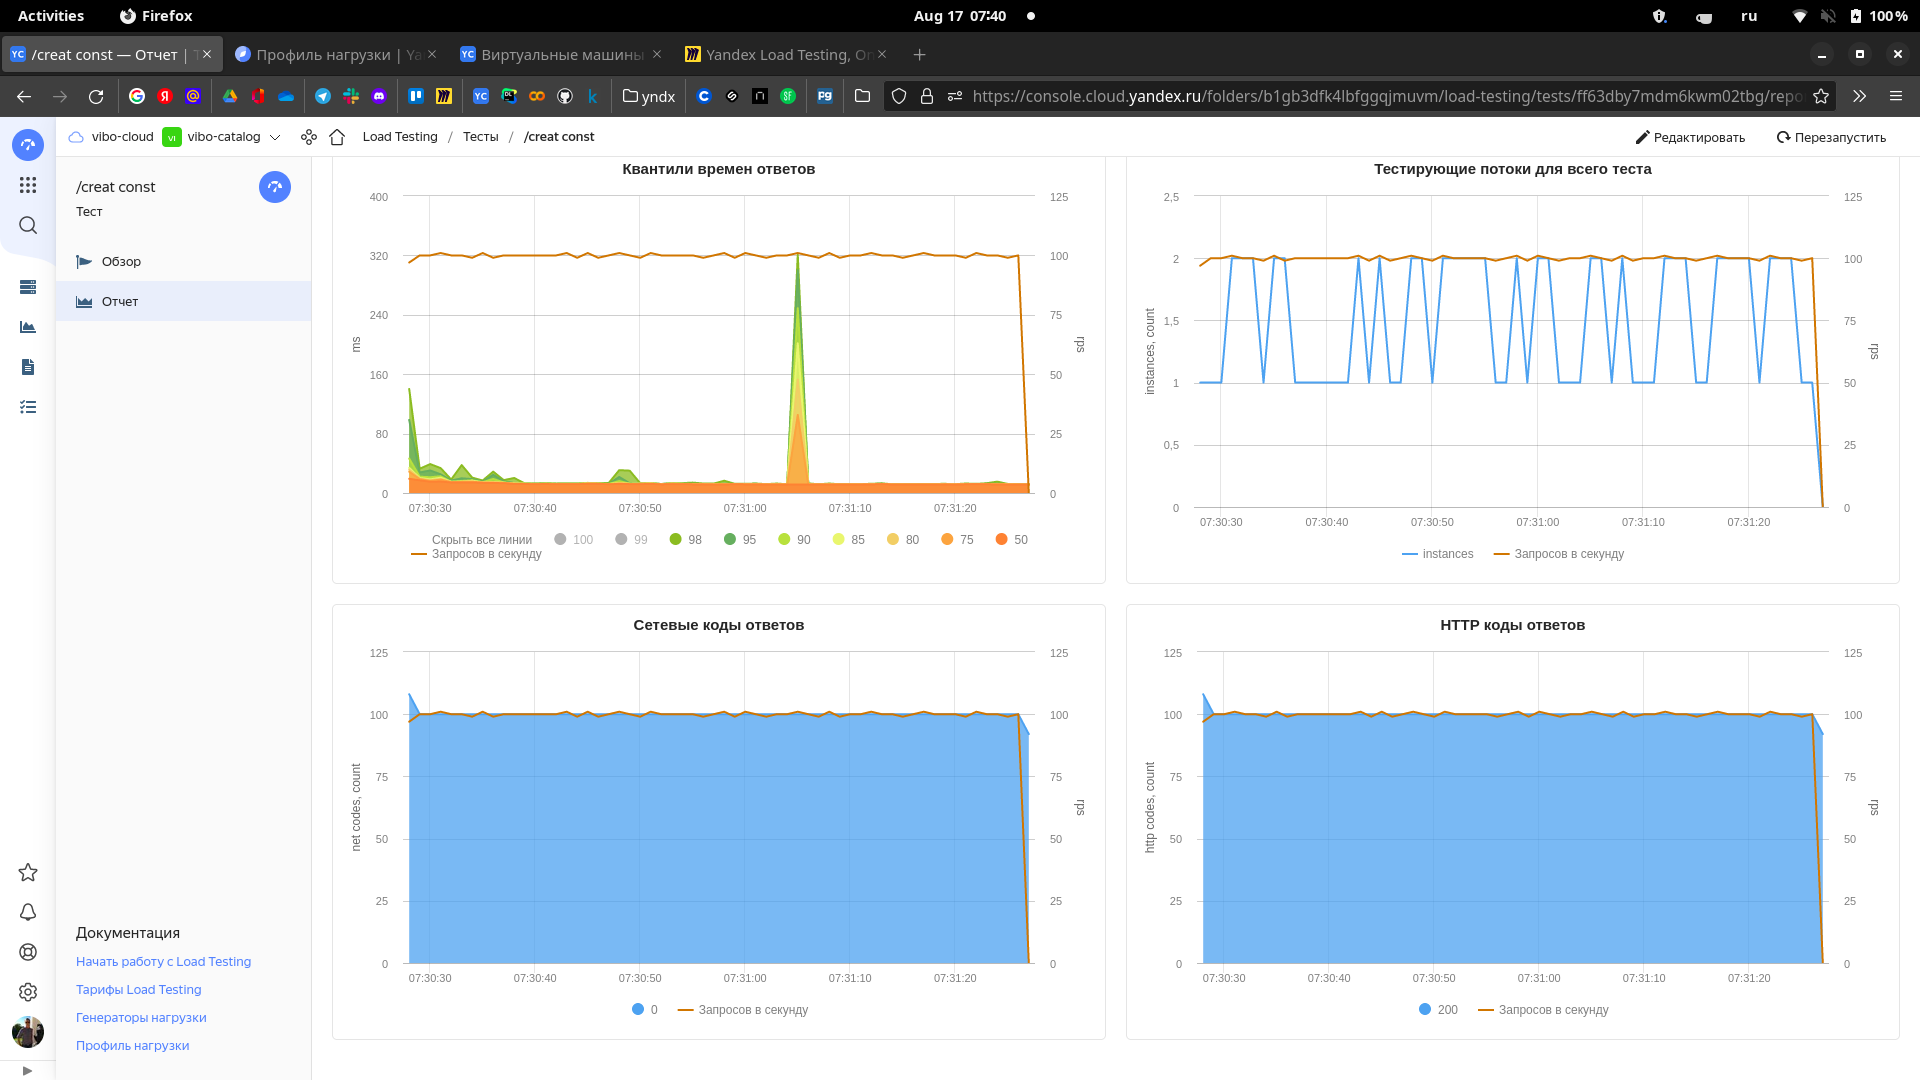 Activities
Firefox
Aug 17 07:40
ru
100%
/creat const — Отчет |
Профиль нагрузки | Ya
Виртуальные машины
Yandex Load Testing, Оп
yndx
https://console.cloud.yandex.ru/folders/b1gb3dfk4lbfggqjmuvm/load-testing/tests/ff63dby7mdm6kwm02tbg/repo
vibo-cloud
VI
vibo-catalog
Load Testing / Тесты / /creat const
Редактировать
Перезапустить
/creat const
Тест
Обзор
Отчет
Документация
Начать работу с Load Testing
Тарифы Load Testing
Генераторы нагрузки
Профиль нагрузки
Квантили времен ответов
400
320
240
160
80
0
ms
125
100
75
50
25
0
rps
07:30:30 07:30:40 07:30:50 07:31:00 07:31:10 07:31:20
Скрыть все линии 100 99 98 95 90 85 80 75 50
Запросов в секунду
Тестирующие потоки для всего теста
2,5
2
1,5
1
0,5
0
instances, count
125
100
75
50
25
0
rps
07:30:30 07:30:40 07:30:50 07:31:00 07:31:10 07:31:20
instances Запросов в секунду
Сетевые коды ответов
125
100
75
50
25
0
net codes, count
125
100
75
50
25
0
rps
07:30:30 07:30:40 07:30:50 07:31:00 07:31:10 07:31:20
0 Запросов в секунду
HTTP коды ответов
125
100
75
50
25
0
http codes, count
125
100
75
50
25
0
rps
07:30:30 07:30:40 07:30:50 07:31:00 07:31:10 07:31:20
200 Запросов в секунду